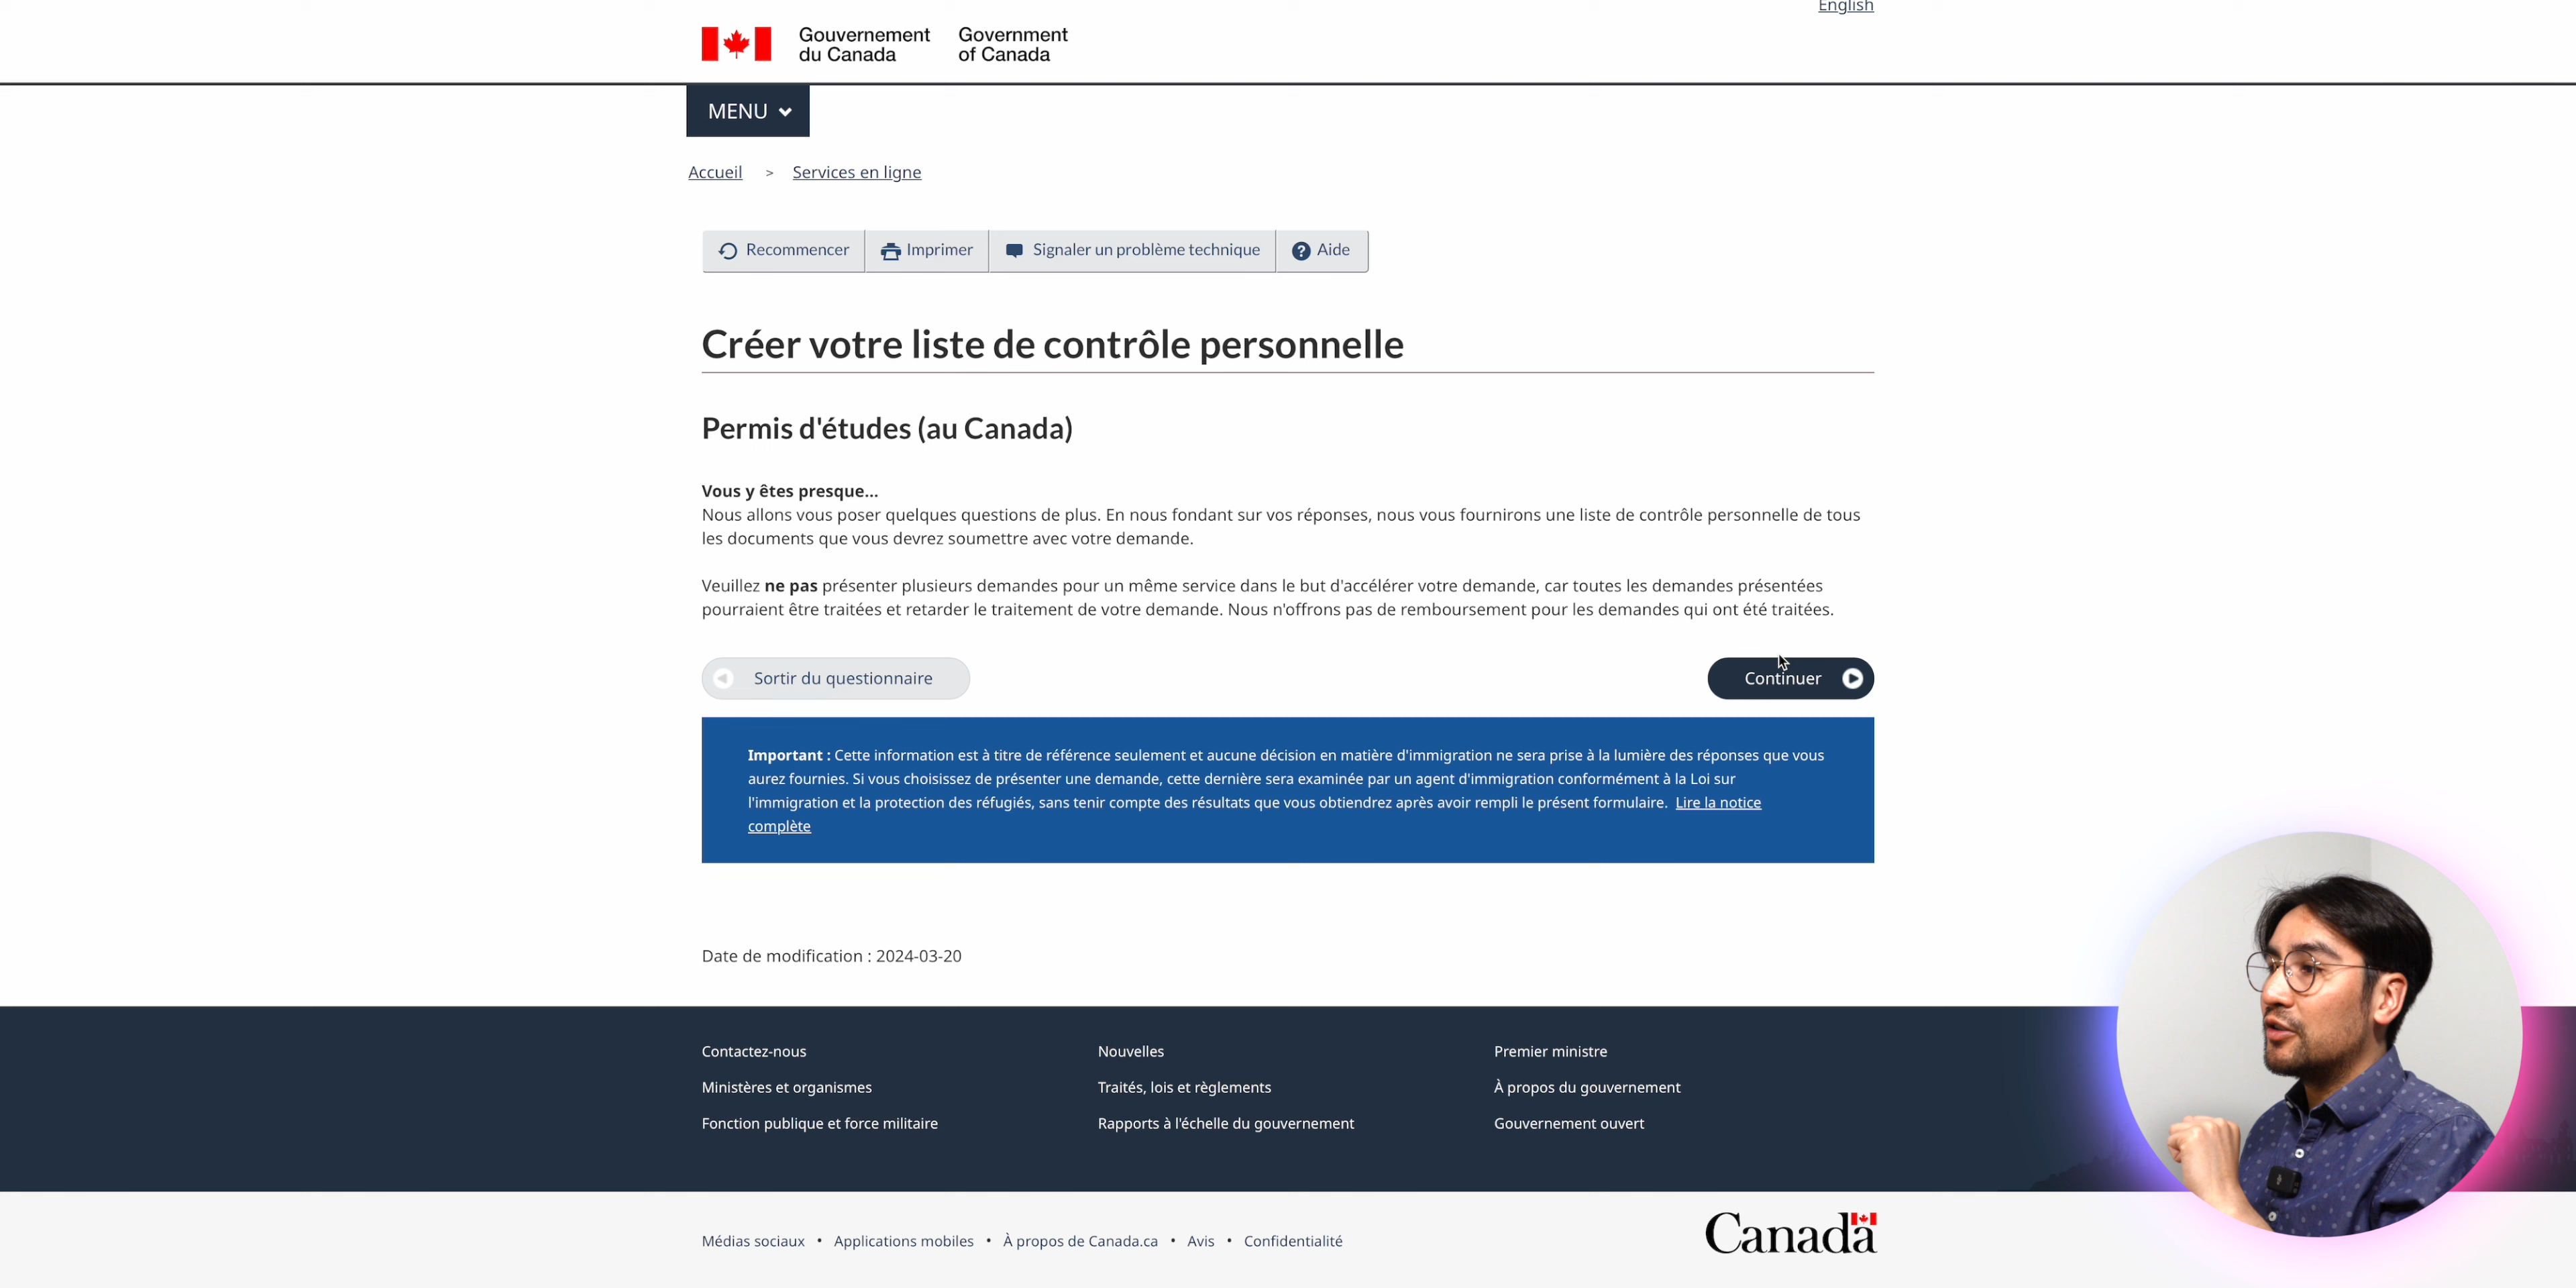 English
Gouvernement du Canada
Government of Canada
MENU
Accueil > Services en ligne
Recommencer
Imprimer
Signaler un problème technique
Aide
Créer votre liste de contrôle personnelle
Permis d'études (au Canada)
Vous y êtes presque...
Nous allons vous poser quelques questions de plus. En nous fondant sur vos réponses, nous vous fournirons une liste de contrôle personnelle de tous
les documents que vous devrez soumettre avec votre demande.
Veuillez ne pas présenter plusieurs demandes pour un même service dans le but d'accélérer votre demande, car toutes les demandes présentées
pourraient être traitées et retarder le traitement de votre demande. Nous n'offrons pas de remboursement pour les demandes qui ont été traitées.
Sortir du questionnaire
Continuer
Important : Cette information est à titre de référence seulement et aucune décision en matière d'immigration ne sera prise à la lumière des réponses que vous
aurez fournies. Si vous choisissez de présenter une demande, cette dernière sera examinée par un agent d'immigration conformément à la Loi sur
l'immigration et la protection des réfugiés, sans tenir compte des résultats que vous obtiendrez après avoir rempli le présent formulaire. Lire la notice
complète
Date de modification : 2024-03-20
Contactez-nous
Nouvelles
Premier ministre
Ministères et organismes
Traités, lois et règlements
À propos du gouvernement
Fonction publique et force militaire
Rapports à l'échelle du gouvernement
Gouvernement ouvert
Médias sociaux • Applications mobiles • À propos de Canada.ca • Avis • Confidentialité
Canada